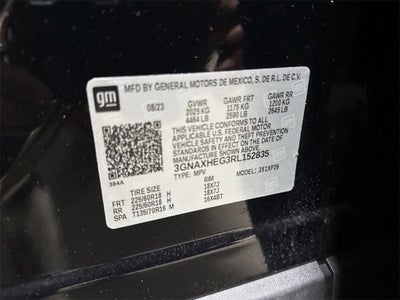 gm
MFD BY GENERAL MOTORS DE MEXICO, S. DE R.L. DE C.V.
08/23 GVWR GAWR FRT GAWR RR
2025 KG 1175 KG 1200 KG
4464 LB 2590 LB 2645 LB
THIS VEHICLE CONFORMS TO ALL APPLICABLE
U.S. FEDERAL MOTOR VEHICLE
SAFETY AND THEFT PREVENTION
STANDARDS IN EFFECT ON THE DATE OF
MANUFACTURE SHOWN ABOVE.
3GNAXHEG3RL152835
TYPE: MPV MODEL: 351XP26
384A
TIRE SIZE RIM
FRT 225/60R18 H 18X7J
RR 225/60R18 H 18X7J
SPA T135/70R16 M 16X4BT